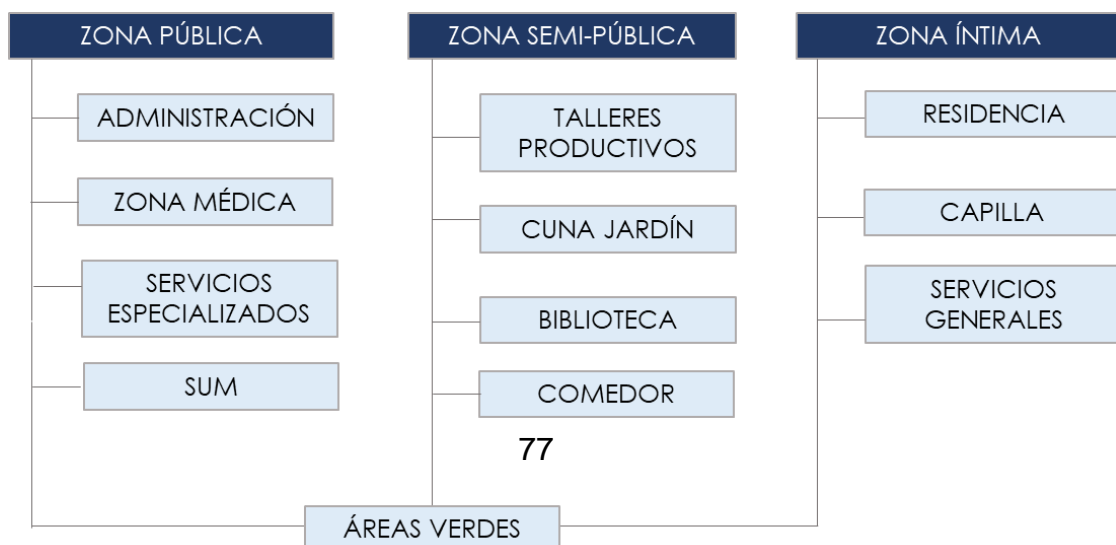 ZONA PÚBLICA
ADMINISTRACIÓN
ZONA MÉDICA
SERVICIOS
ESPECIALIZADOS
SUM
ZONA SEMI-PÚBLICA
TALLERES
PRODUCTIVOS
CUNA JARDÍN
BIBLIOTECA
COMEDOR
ZONA ÍNTIMA
RESIDENCIA
CAPILLA
SERVICIOS
GENERALES
77
ÁREAS VERDES